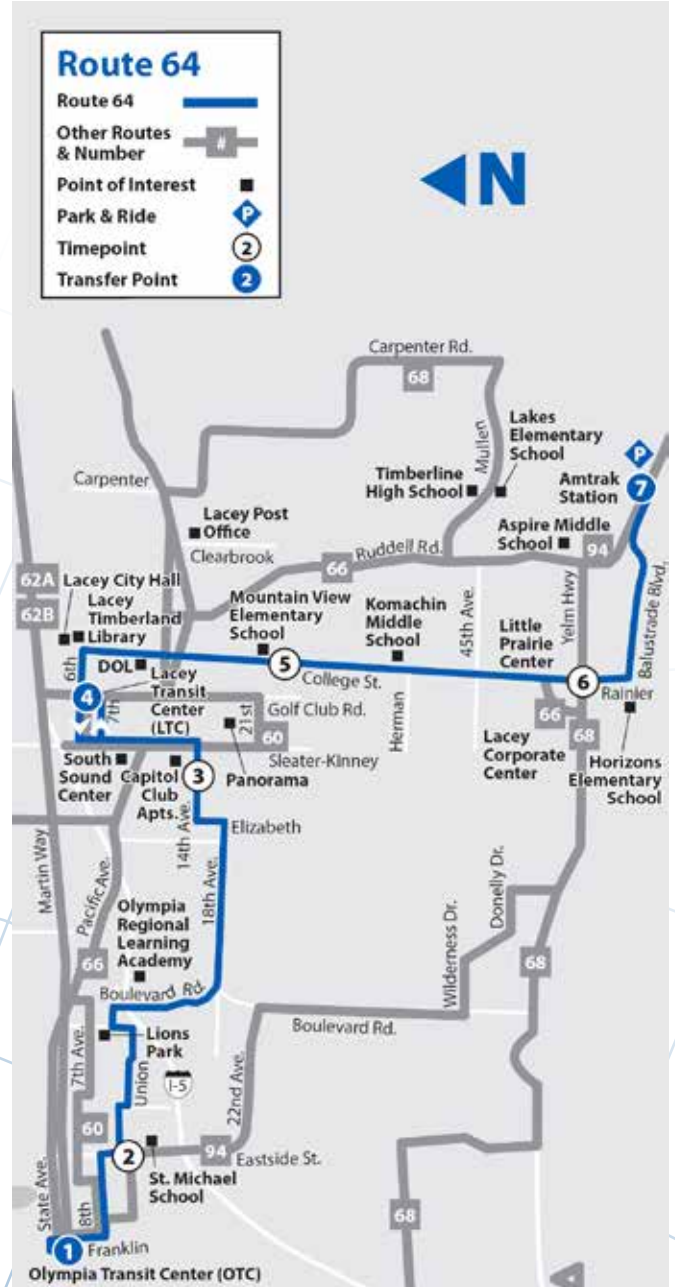 Route 64
Route 64
Other Routes
& Number
#
Point of Interest
Park & Ride
P
Timepoint
2
Transfer Point
2
N
Carpenter Rd.
68
Mullen
Lakes
Elementary
School
Timberline
High School
P
Amtrak
Station
7
Carpenter
Lacey Post
Office
Clearbrook
Aspire Middle
School
94
66
Ruddell Rd.
62A
62B
Lacey City Hall
Lacey
Timberland
Library
Mountain View
Elementary
School
Komachin
Middle
School
45th Ave.
Little
Prairie
Center
Yelm Hwy
Balustrade Blvd.
6th
DOL
5
College St.
6
Rainier
4
7th
Lacey
Transit
Center
(LTC)
21st
Golf Club Rd.
Herman
66
60
Sleater-Kinney
68
Lacey
Corporate
Center
Horizons
Elementary
School
South
Sound
Center
Capitol
Club
Apts.
3
Panorama
14th Ave.
Elizabeth
Martin Way
Pacific Ave.
18th Ave.
Olympia
Regional
Learning
Academy
Donelly Dr.
Wilderness Dr.
66
68
Boulevard Rd.
Boulevard Rd.
7th Ave.
Lions
Park
Union
I-5
22nd Ave.
60
2
94
Eastside St.
St. Michael
School
State Ave.
8th
68
1
Franklin
Olympia Transit Center (OTC)